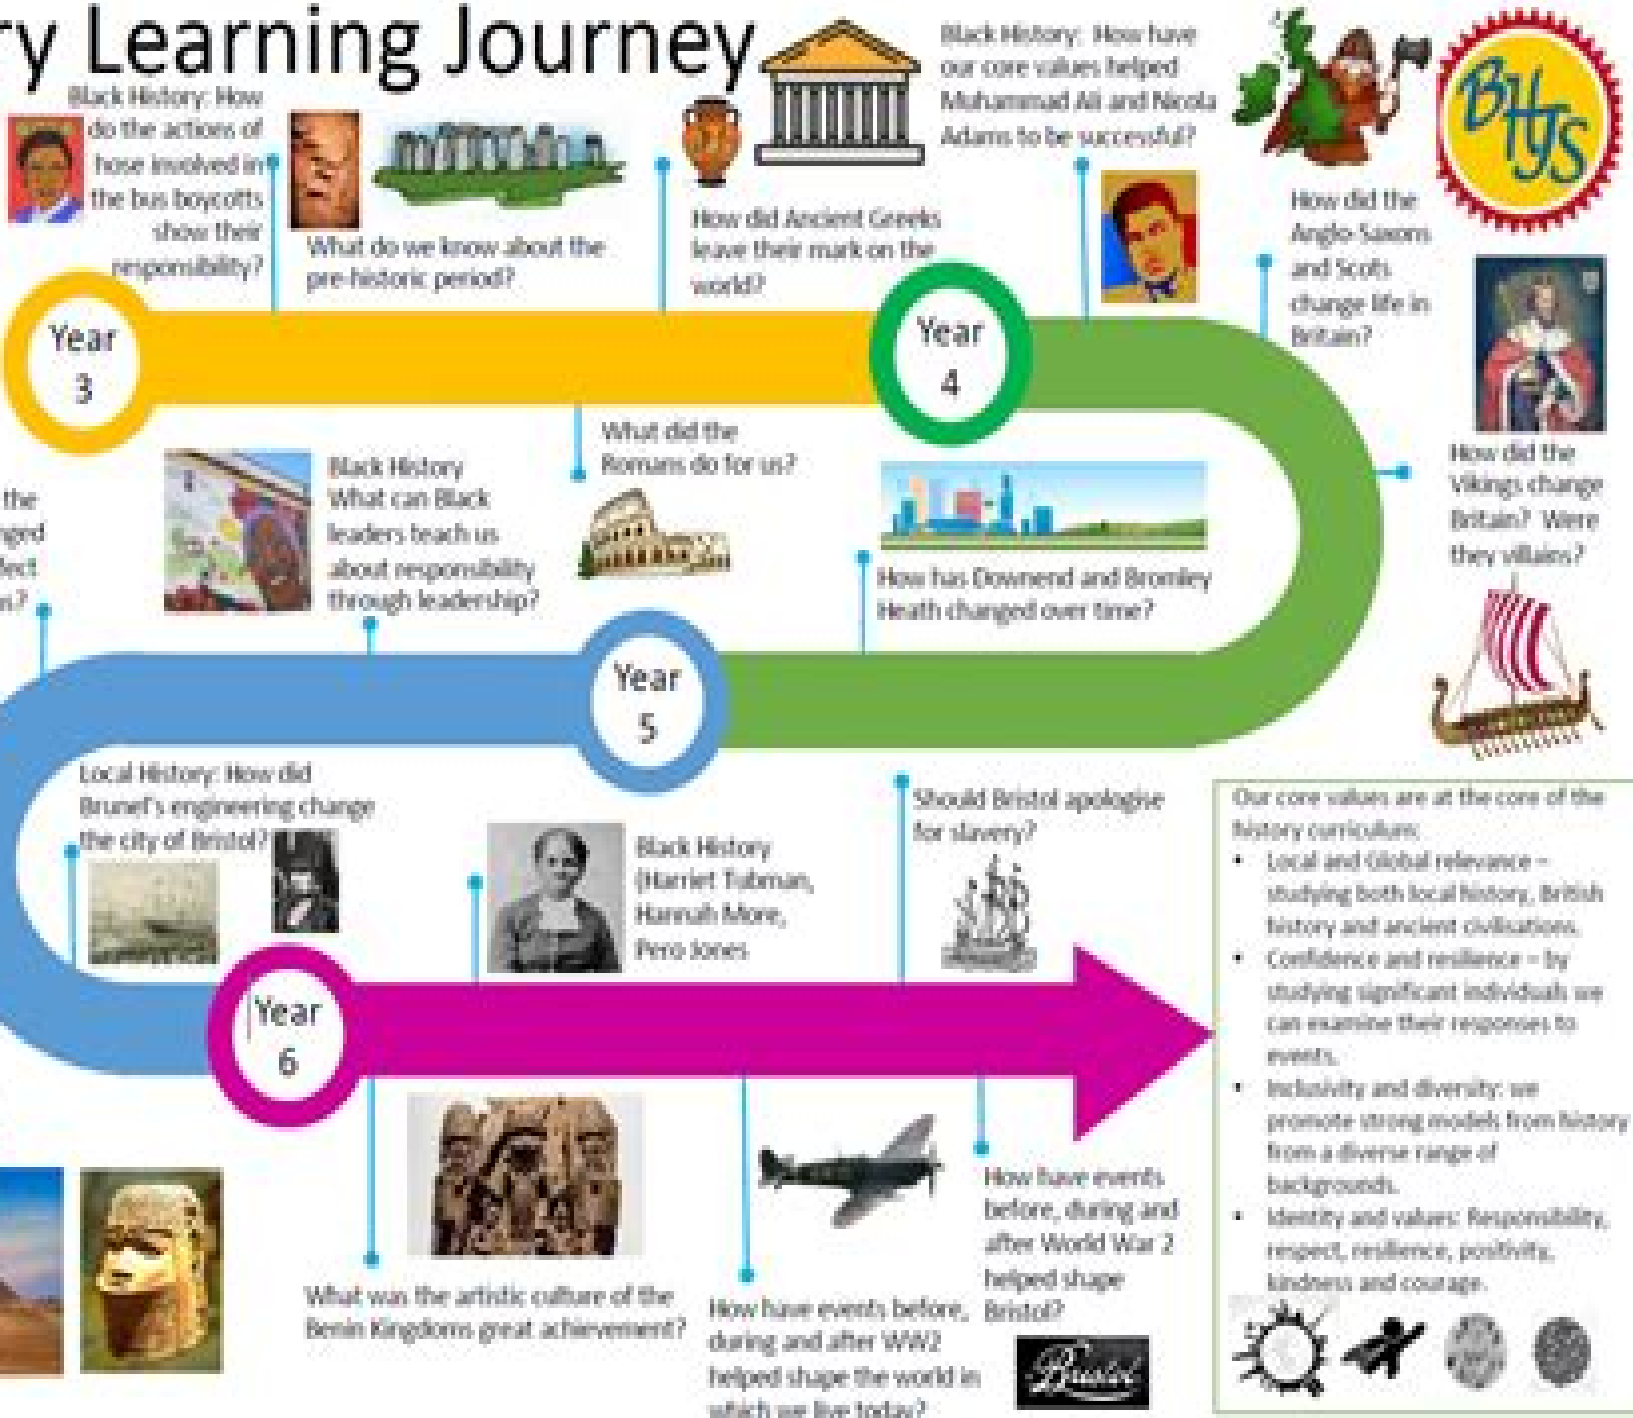 ry Learning Journey
Black History: How
do the actions of
hose involved in
the bus boycotts
show their
responsibility?
What do we know about the
pre-historic period?
How did Ancient Greeks
leave their mark on the
world?
Black History: How have
our core values helped
Muhammad Ali and Nicola
Adams to be successful?
How did the
Anglo-Saxons
and Scots
change life in
Britain?
BHJS
Year
3
Year
4
How did the
Vikings change
Britain? Were
they villains?
What did the
Romans do for us?
Black History
What can Black
leaders teach us
about responsibility
through leadership?
the
nged
fect
us?
How has Downend and Bromley
Heath changed over time?
Year
5
Local History: How did
Brunel's engineering change
the city of Bristol?
Black History
(Harriet Tubman,
Hannah More,
Pero Jones
Should Bristol apologise
for slavery?
Year
6
What was the artistic culture of the
Benin Kingdoms great achievement?
How have events before,
during and after WW2
helped shape the world in
which we live today?
How have events
before, during and
after World War 2
helped shape
Bristol?
Bristol
Our core values are at the core of the
history curriculum:
• Local and Global relevance –
studying both local history, British
history and ancient civilisations.
• Confidence and resilience – by
studying significant individuals we
can examine their responses to
events.
• Inclusivity and diversity: we
promote strong models from history
from a diverse range of
backgrounds.
• Identity and values: Responsibility,
respect, resilience, positivity,
kindness and courage.